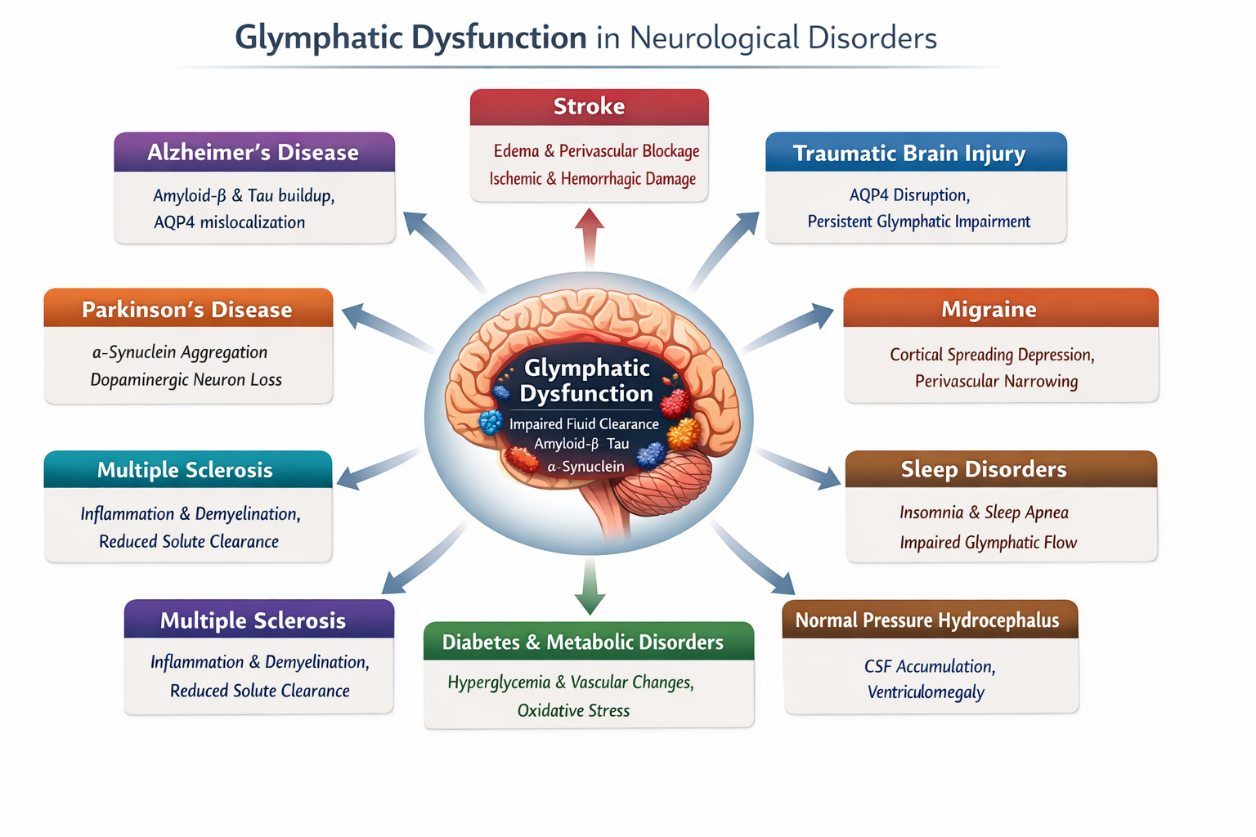 Glymphatic Dysfunction in Neurological Disorders
Stroke
Edema & Perivascular Blockage
Ischemic & Hemorrhagic Damage
Alzheimer's Disease
Amyloid-β & Tau buildup,
AQP4 mislocalization
Traumatic Brain Injury
AQP4 Disruption,
Persistent Glymphatic Impairment
Parkinson's Disease
α-Synuclein Aggregation
Dopaminergic Neuron Loss
Migraine
Cortical Spreading Depression,
Perivascular Narrowing
Glymphatic
Dysfunction
Impaired Fluid Clearance
Amyloid-β Tau
α-Synuclein
Multiple Sclerosis
Inflammation & Demyelination,
Reduced Solute Clearance
Sleep Disorders
Insomnia & Sleep Apnea
Impaired Glymphatic Flow
Multiple Sclerosis
Inflammation & Demyelination,
Reduced Solute Clearance
Diabetes & Metabolic Disorders
Hyperglycemia & Vascular Changes,
Oxidative Stress
Normal Pressure Hydrocephalus
CSF Accumulation,
Ventriculomegaly